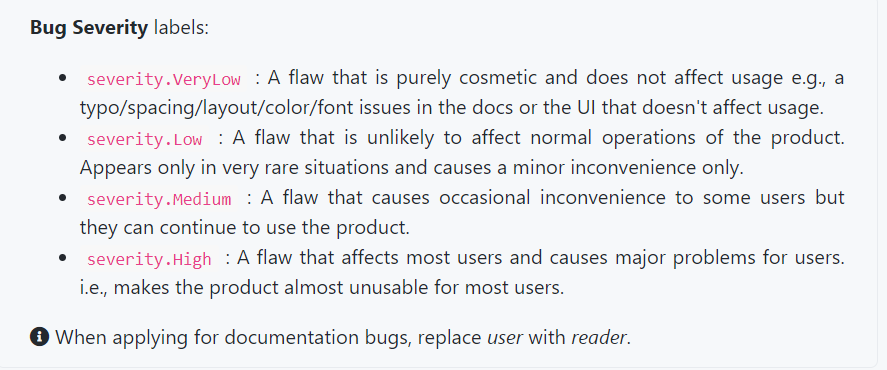 Bug Severity labels:
• severity.VeryLow : A flaw that is purely cosmetic and does not affect usage e.g., a
typo/spacing/layout/color/font issues in the docs or the UI that doesn't affect usage.
• severity.Low : A flaw that is unlikely to affect normal operations of the product.
Appears only in very rare situations and causes a minor inconvenience only.
• severity.Medium : A flaw that causes occasional inconvenience to some users but
they can continue to use the product.
• severity.High : A flaw that affects most users and causes major problems for users.
i.e., makes the product almost unusable for most users.
When applying for documentation bugs, replace user with reader.